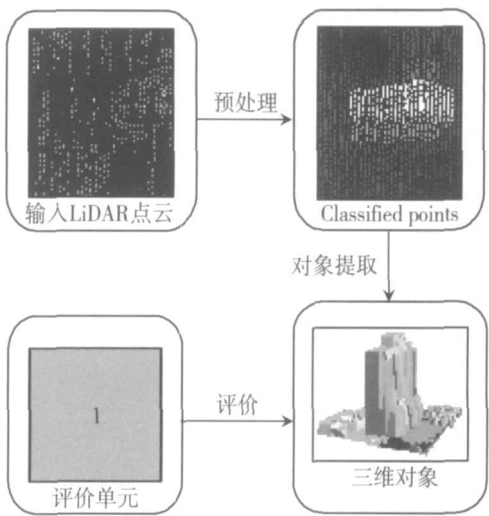 预处理
输入LiDAR点云
Classified points
对象提取
1
评价
评价单元
三维对象